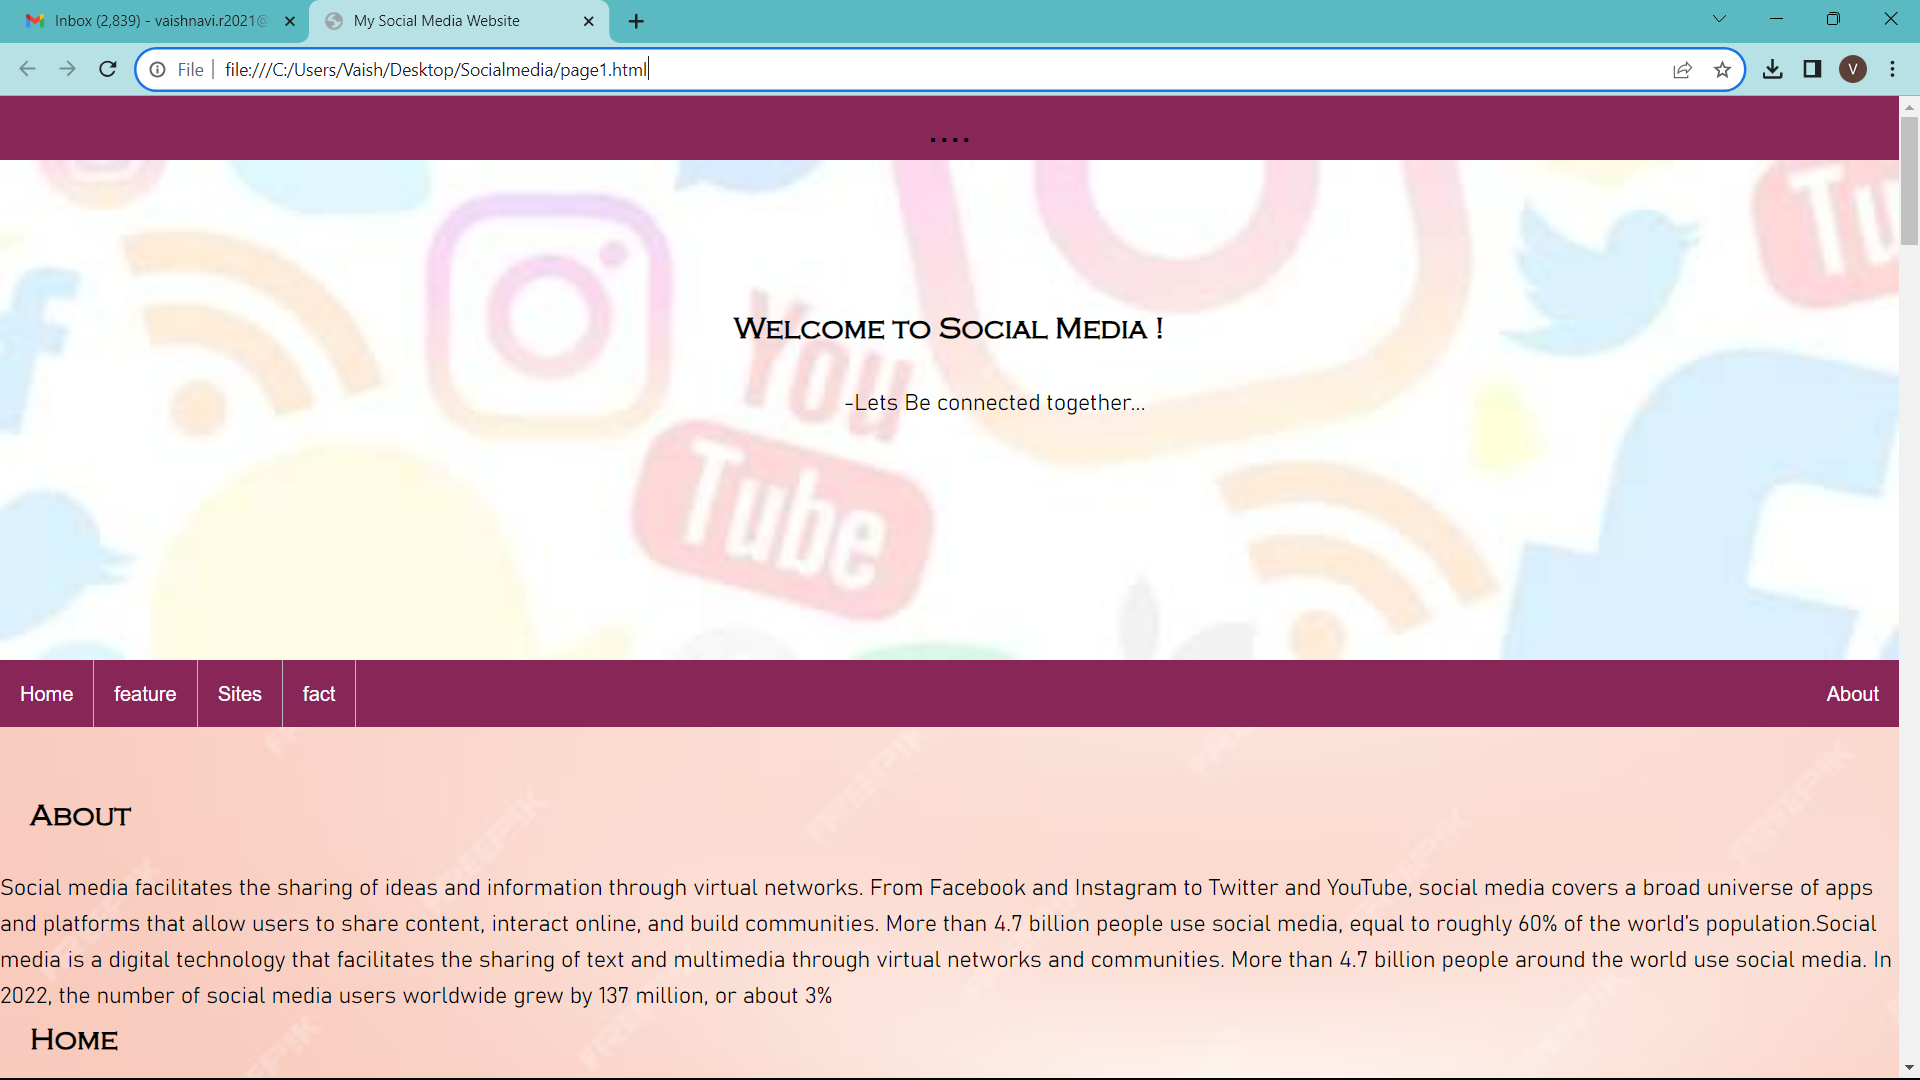 Inbox (2,839) - vaishnavi.r2021@
My Social Media Website
File
file:///C:/Users/Vaish/Desktop/Socialmedia/page1.html
V
....
Tu
You
Tube
Welcome to Social Media !
-Lets Be connected together...
Home feature Sites fact About
About
Social media facilitates the sharing of ideas and information through virtual networks. From Facebook and Instagram to Twitter and YouTube, social media covers a broad universe of apps
and platforms that allow users to share content, interact online, and build communities. More than 4.7 billion people use social media, equal to roughly 60% of the world’s population.Social
media is a digital technology that facilitates the sharing of text and multimedia through virtual networks and communities. More than 4.7 billion people around the world use social media. In
2022, the number of social media users worldwide grew by 137 million, or about 3%
Home
FREEPIK